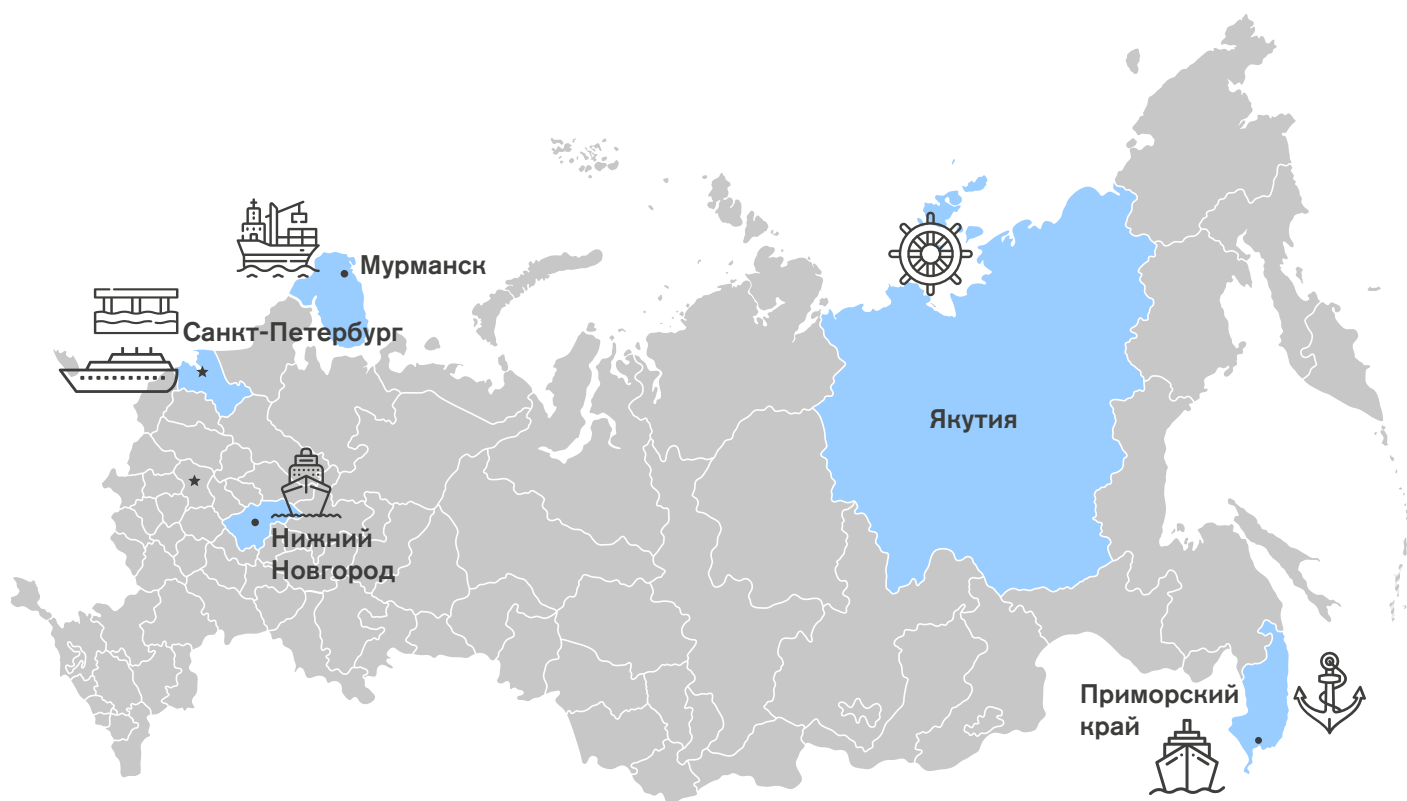 Мурманск
Санкт-Петербург
Якутия
Нижний
Новгород
Приморский
край